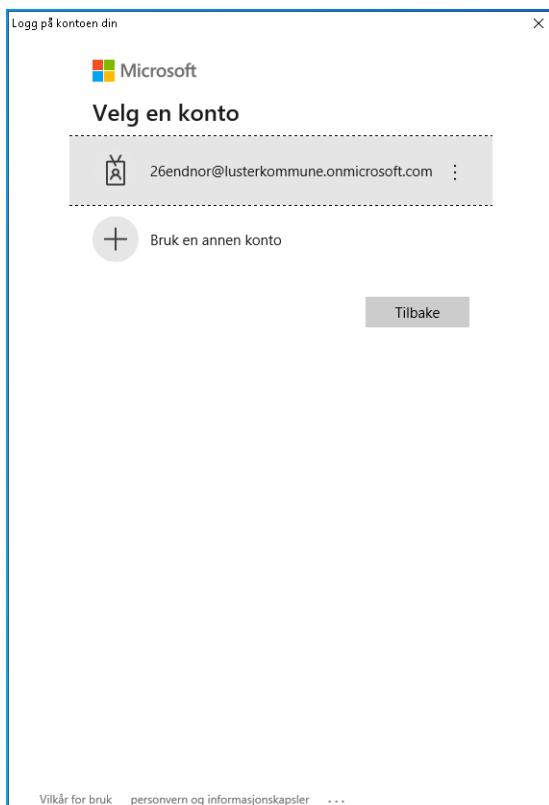 Logg på kontoen din
Microsoft
Velg en konto
26endnor@lusterkommune.onmicrosoft.com
Bruk en annen konto
Tilbake
Vilkår for bruk personvern og informasjonskapsler ...